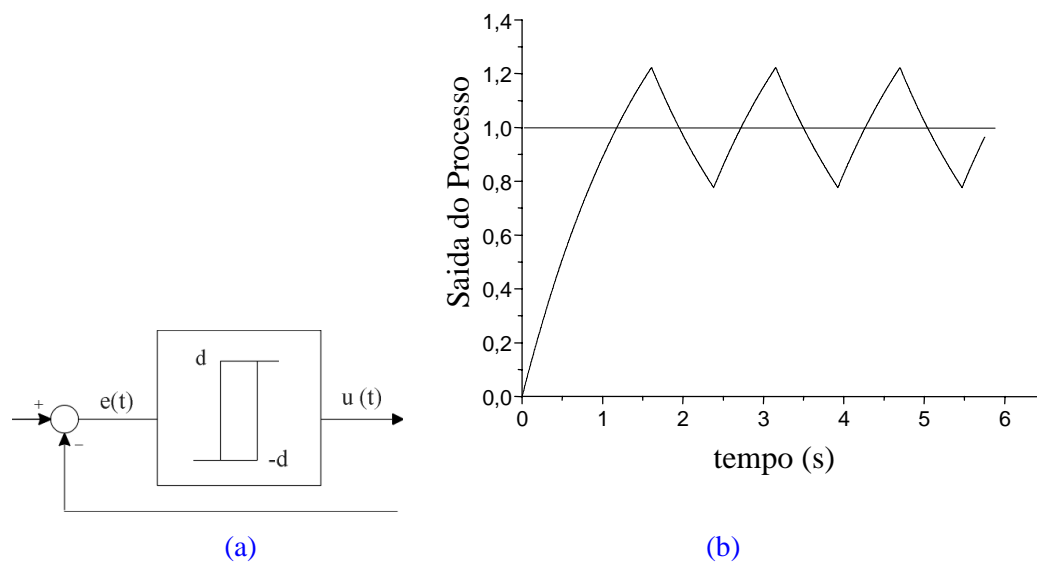 d
+
e(t)
u (t)
−
-d
(a)
Saida do Processo
1,4
1,2
1,0
0,8
0,6
0,4
0,2
0,0
0 1 2 3 4 5 6
tempo (s)
(b)